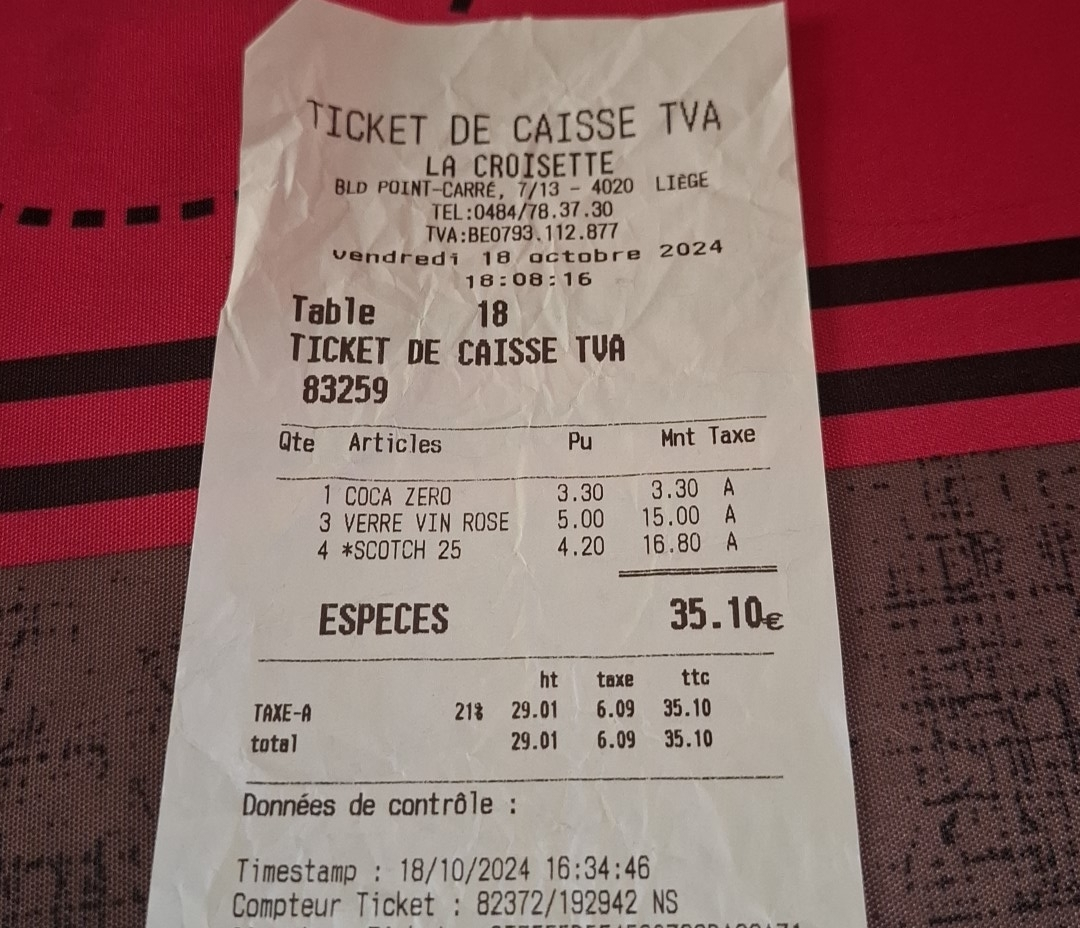 TICKET DE CAISSE TVA
LA CROISETTE
BLD POINT-CARRÉ, 7/13 - 4020 LIÈGE
TEL:0484/78.37.30
TVA:BE0793.112.877
vendredi 18 octobre 2024
18:08:16
Table 18
TICKET DE CAISSE TVA
83259
Qte Articles Pu Mnt Taxe
1 COCA ZERO 3.30 3.30 A
3 VERRE VIN ROSE 5.00 15.00 A
4 *SCOTCH 25 4.20 16.80 A
ESPECES 35.10€
ht taxe ttc
TAXE-A 21% 29.01 6.09 35.10
total 29.01 6.09 35.10
Données de contrôle :
Timestamp : 18/10/2024 16:34:46
Compteur Ticket : 82372/192942 NS